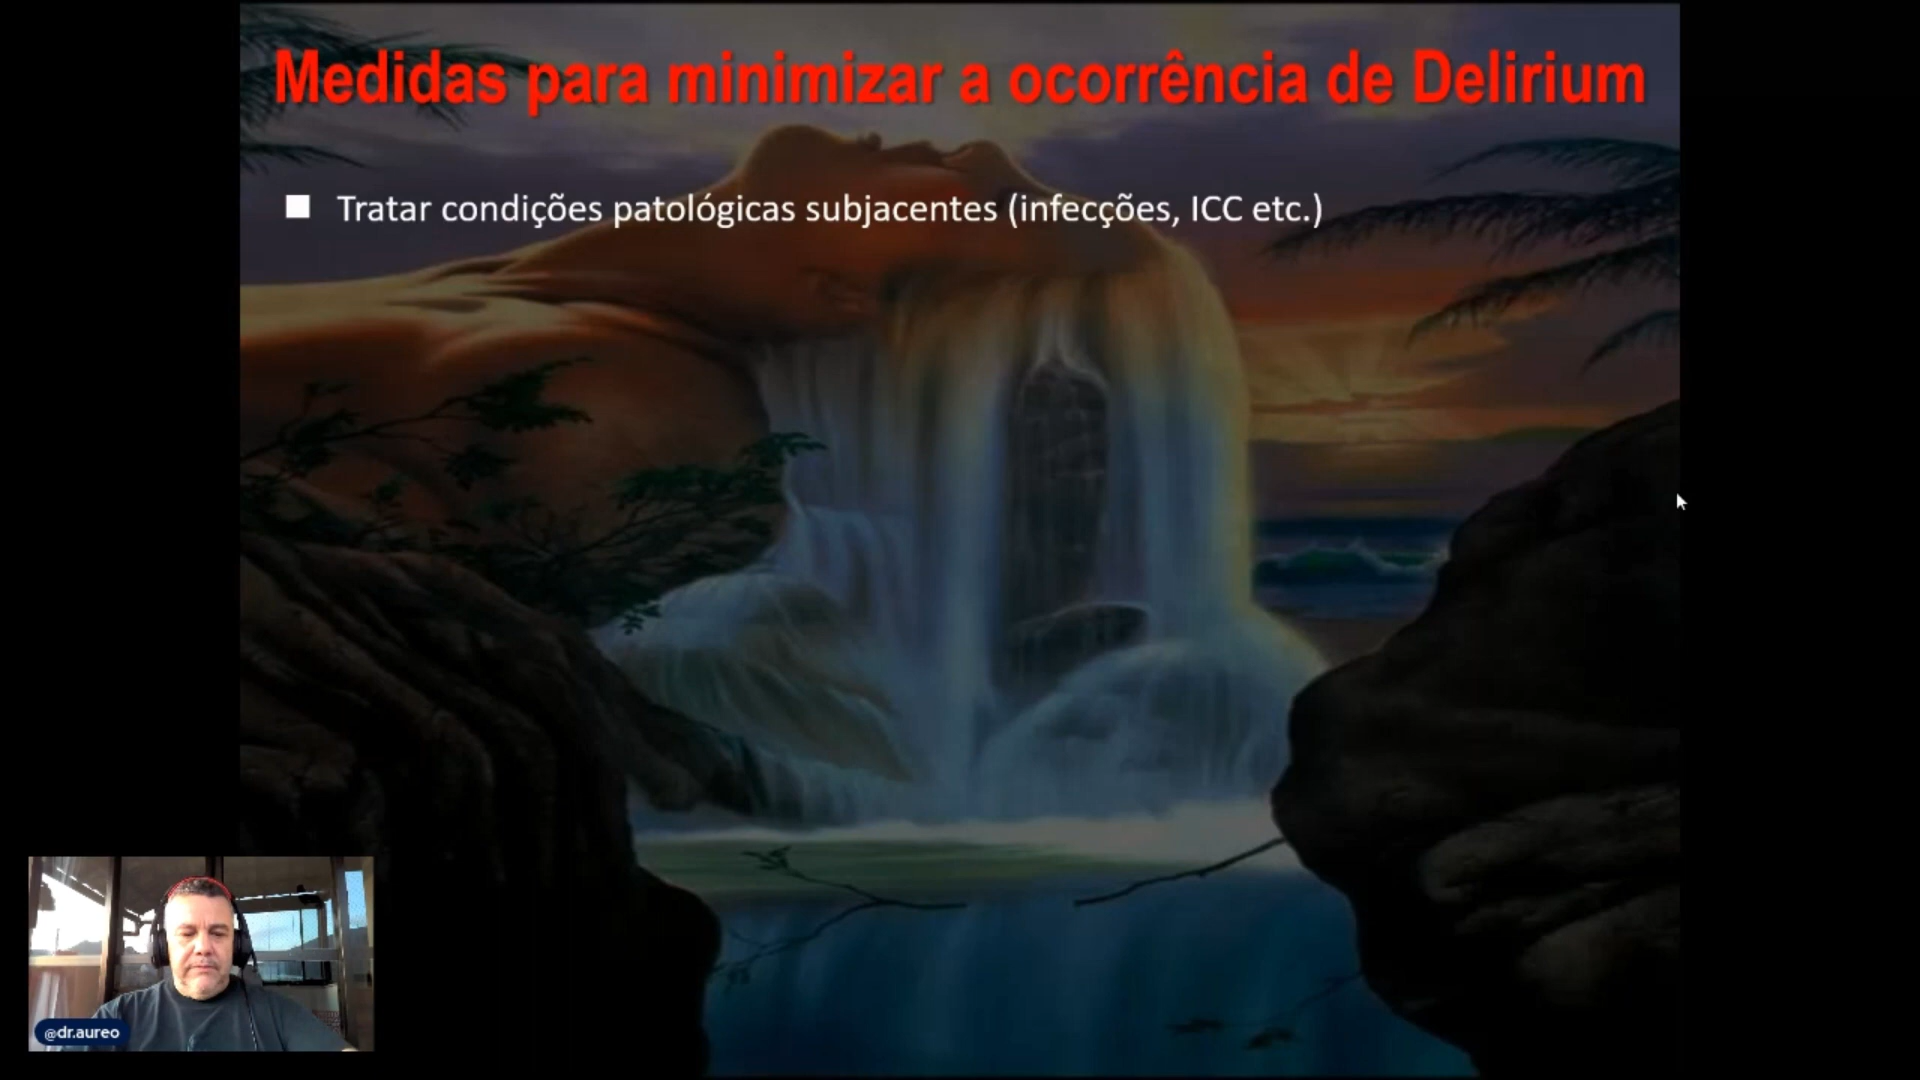 Medidas para minimizar a ocorrência de Delirium
Tratar condições patológicas subjacentes (infecções, ICC etc.)
@dr.aureo